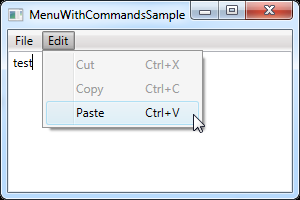 MenuWithCommandsSample
File Edit
test
Cut Ctrl+X
Copy Ctrl+C
Paste Ctrl+V